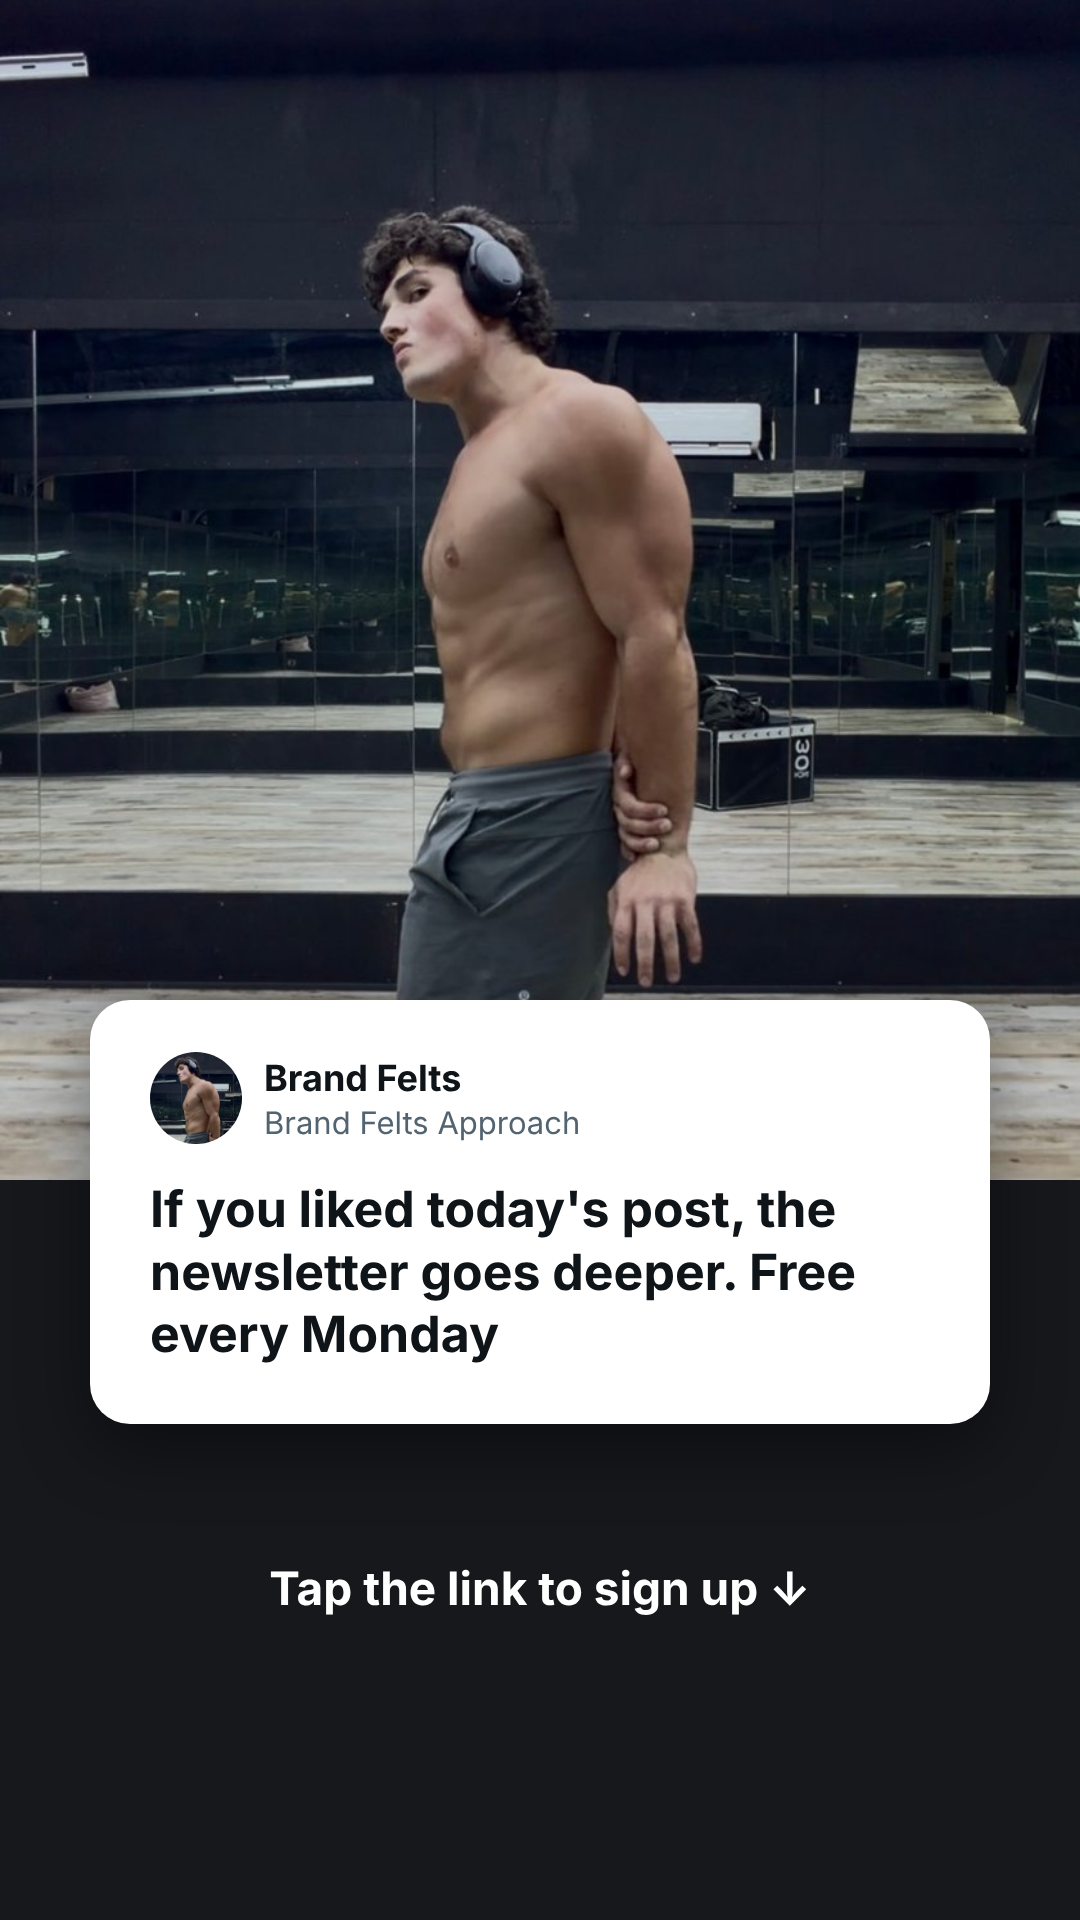 30
Brand Felts
Brand Felts Approach
If you liked today's post, the
newsletter goes deeper. Free
every Monday
Tap the link to sign up ↓